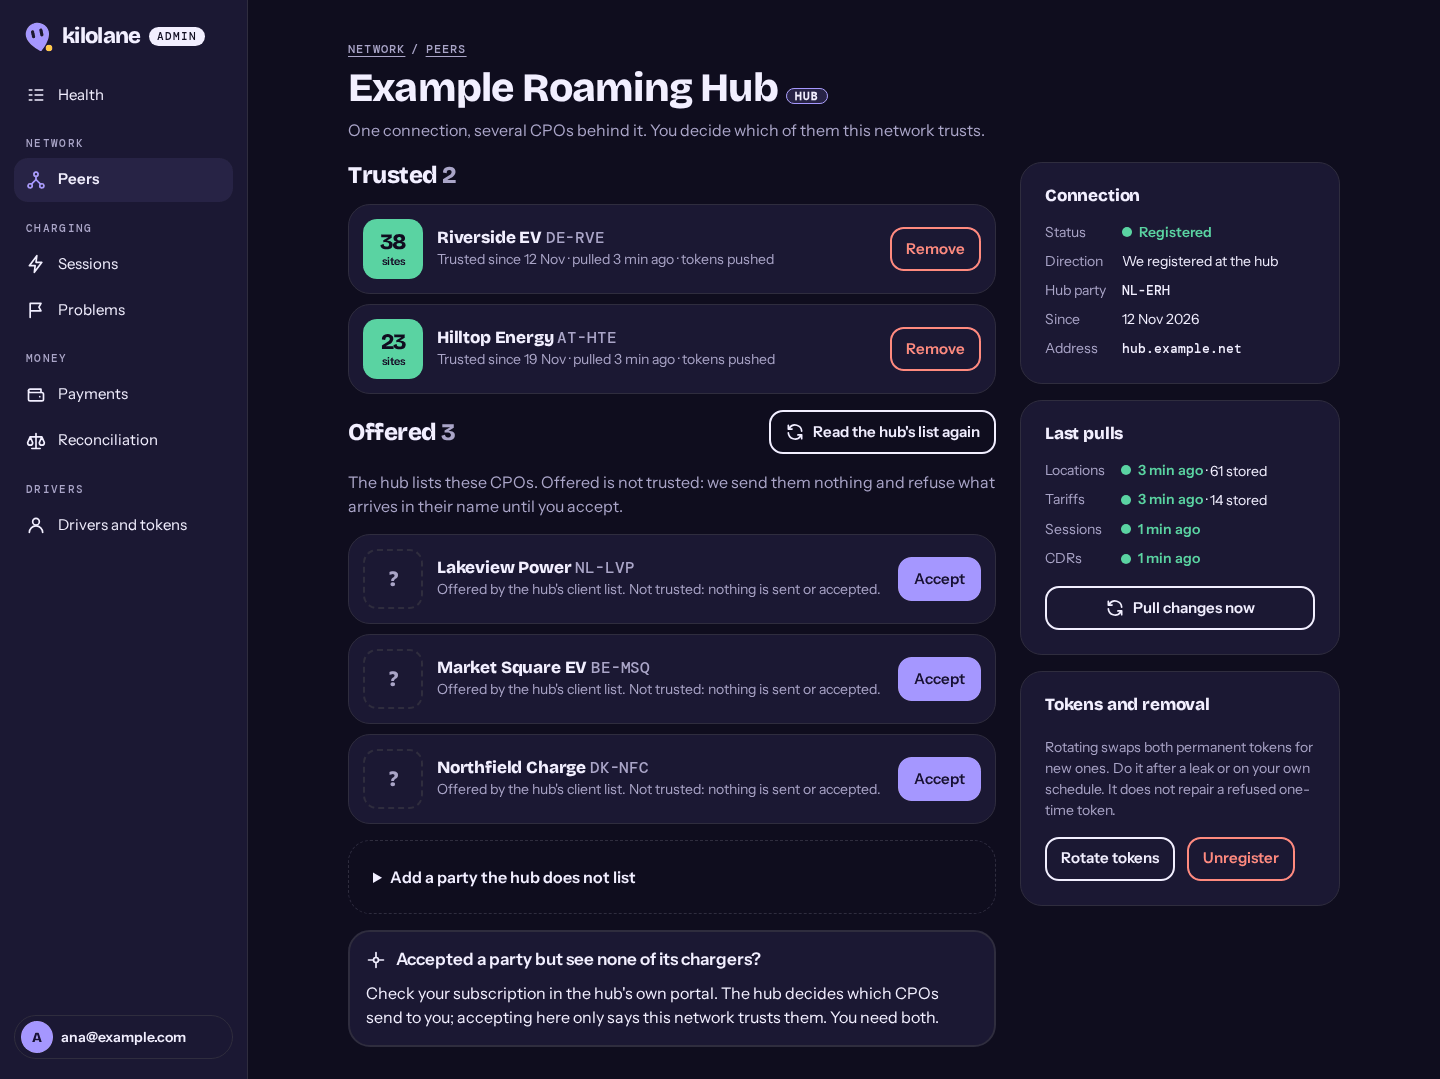 kilolane ADMIN
Health
NETWORK
Peers
CHARGING
Sessions
Problems
MONEY
Payments
Reconciliation
DRIVERS
Drivers and tokens
A ana@example.com
NETWORK / PEERS
Example Roaming Hub HUB
One connection, several CPOs behind it. You decide which of them this network trusts.
Trusted 2
38 sites
Riverside EV DE-RVE
Trusted since 12 Nov · pulled 3 min ago · tokens pushed
Remove
23 sites
Hilltop Energy AT-HTE
Trusted since 19 Nov · pulled 3 min ago · tokens pushed
Remove
Offered 3
Read the hub's list again
The hub lists these CPOs. Offered is not trusted: we send them nothing and refuse what
arrives in their name until you accept.
?
Lakeview Power NL-LVP
Offered by the hub's client list. Not trusted: nothing is sent or accepted.
Accept
?
Market Square EV BE-MSQ
Offered by the hub's client list. Not trusted: nothing is sent or accepted.
Accept
?
Northfield Charge DK-NFC
Offered by the hub's client list. Not trusted: nothing is sent or accepted.
Accept
Add a party the hub does not list
Accepted a party but see none of its chargers?
Check your subscription in the hub's own portal. The hub decides which CPOs
send to you; accepting here only says this network trusts them. You need both.
Connection
Status Registered
Direction We registered at the hub
Hub party NL-ERH
Since 12 Nov 2026
Address hub.example.net
Last pulls
Locations 3 min ago · 61 stored
Tariffs 3 min ago · 14 stored
Sessions 1 min ago
CDRs 1 min ago
Pull changes now
Tokens and removal
Rotating swaps both permanent tokens for
new ones. Do it after a leak or on your own
schedule. It does not repair a refused one-
time token.
Rotate tokens
Unregister